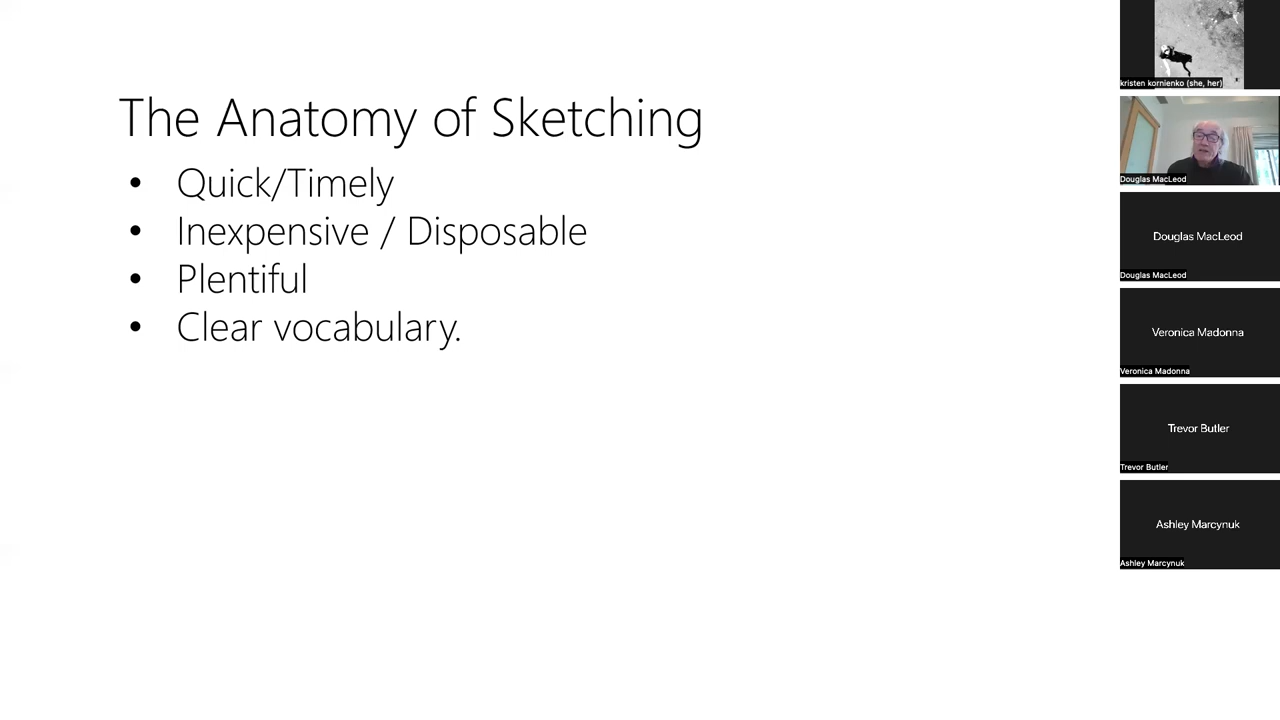 The Anatomy of Sketching
• Quick/Timely
• Inexpensive / Disposable
• Plentiful
• Clear vocabulary.
kristen kornienko (she, her)
Douglas MacLeod
Douglas MacLeod
Douglas MacLeod
Veronica Madonna
Veronica Madonna
Trevor Butler
Trevor Butler
Ashley Marcynuk
Ashley Marcynuk